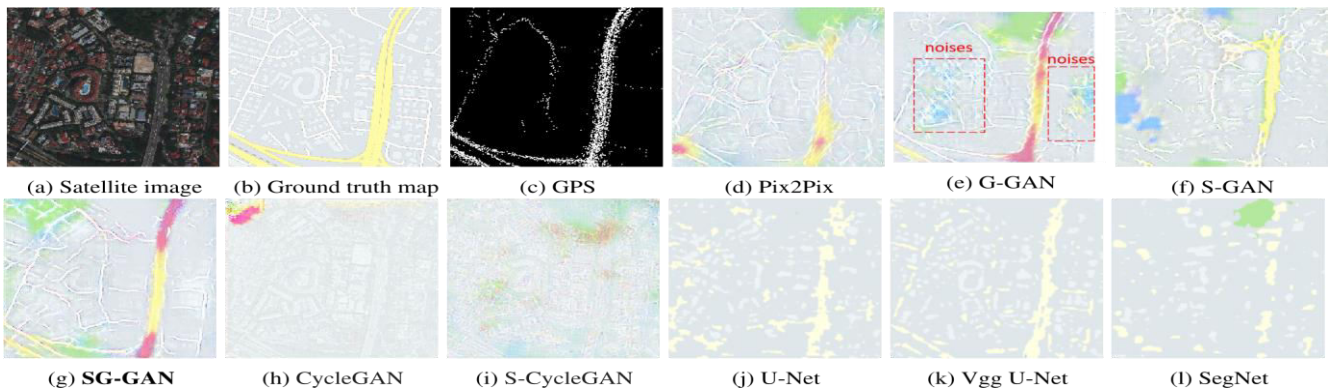 noises
noises
(a) Satellite image
(b) Ground truth map
(c) GPS
(d) Pix2Pix
(e) G-GAN
(f) S-GAN
(g) SG-GAN
(h) CycleGAN
(i) S-CycleGAN
(j) U-Net
(k) Vgg U-Net
(l) SegNet